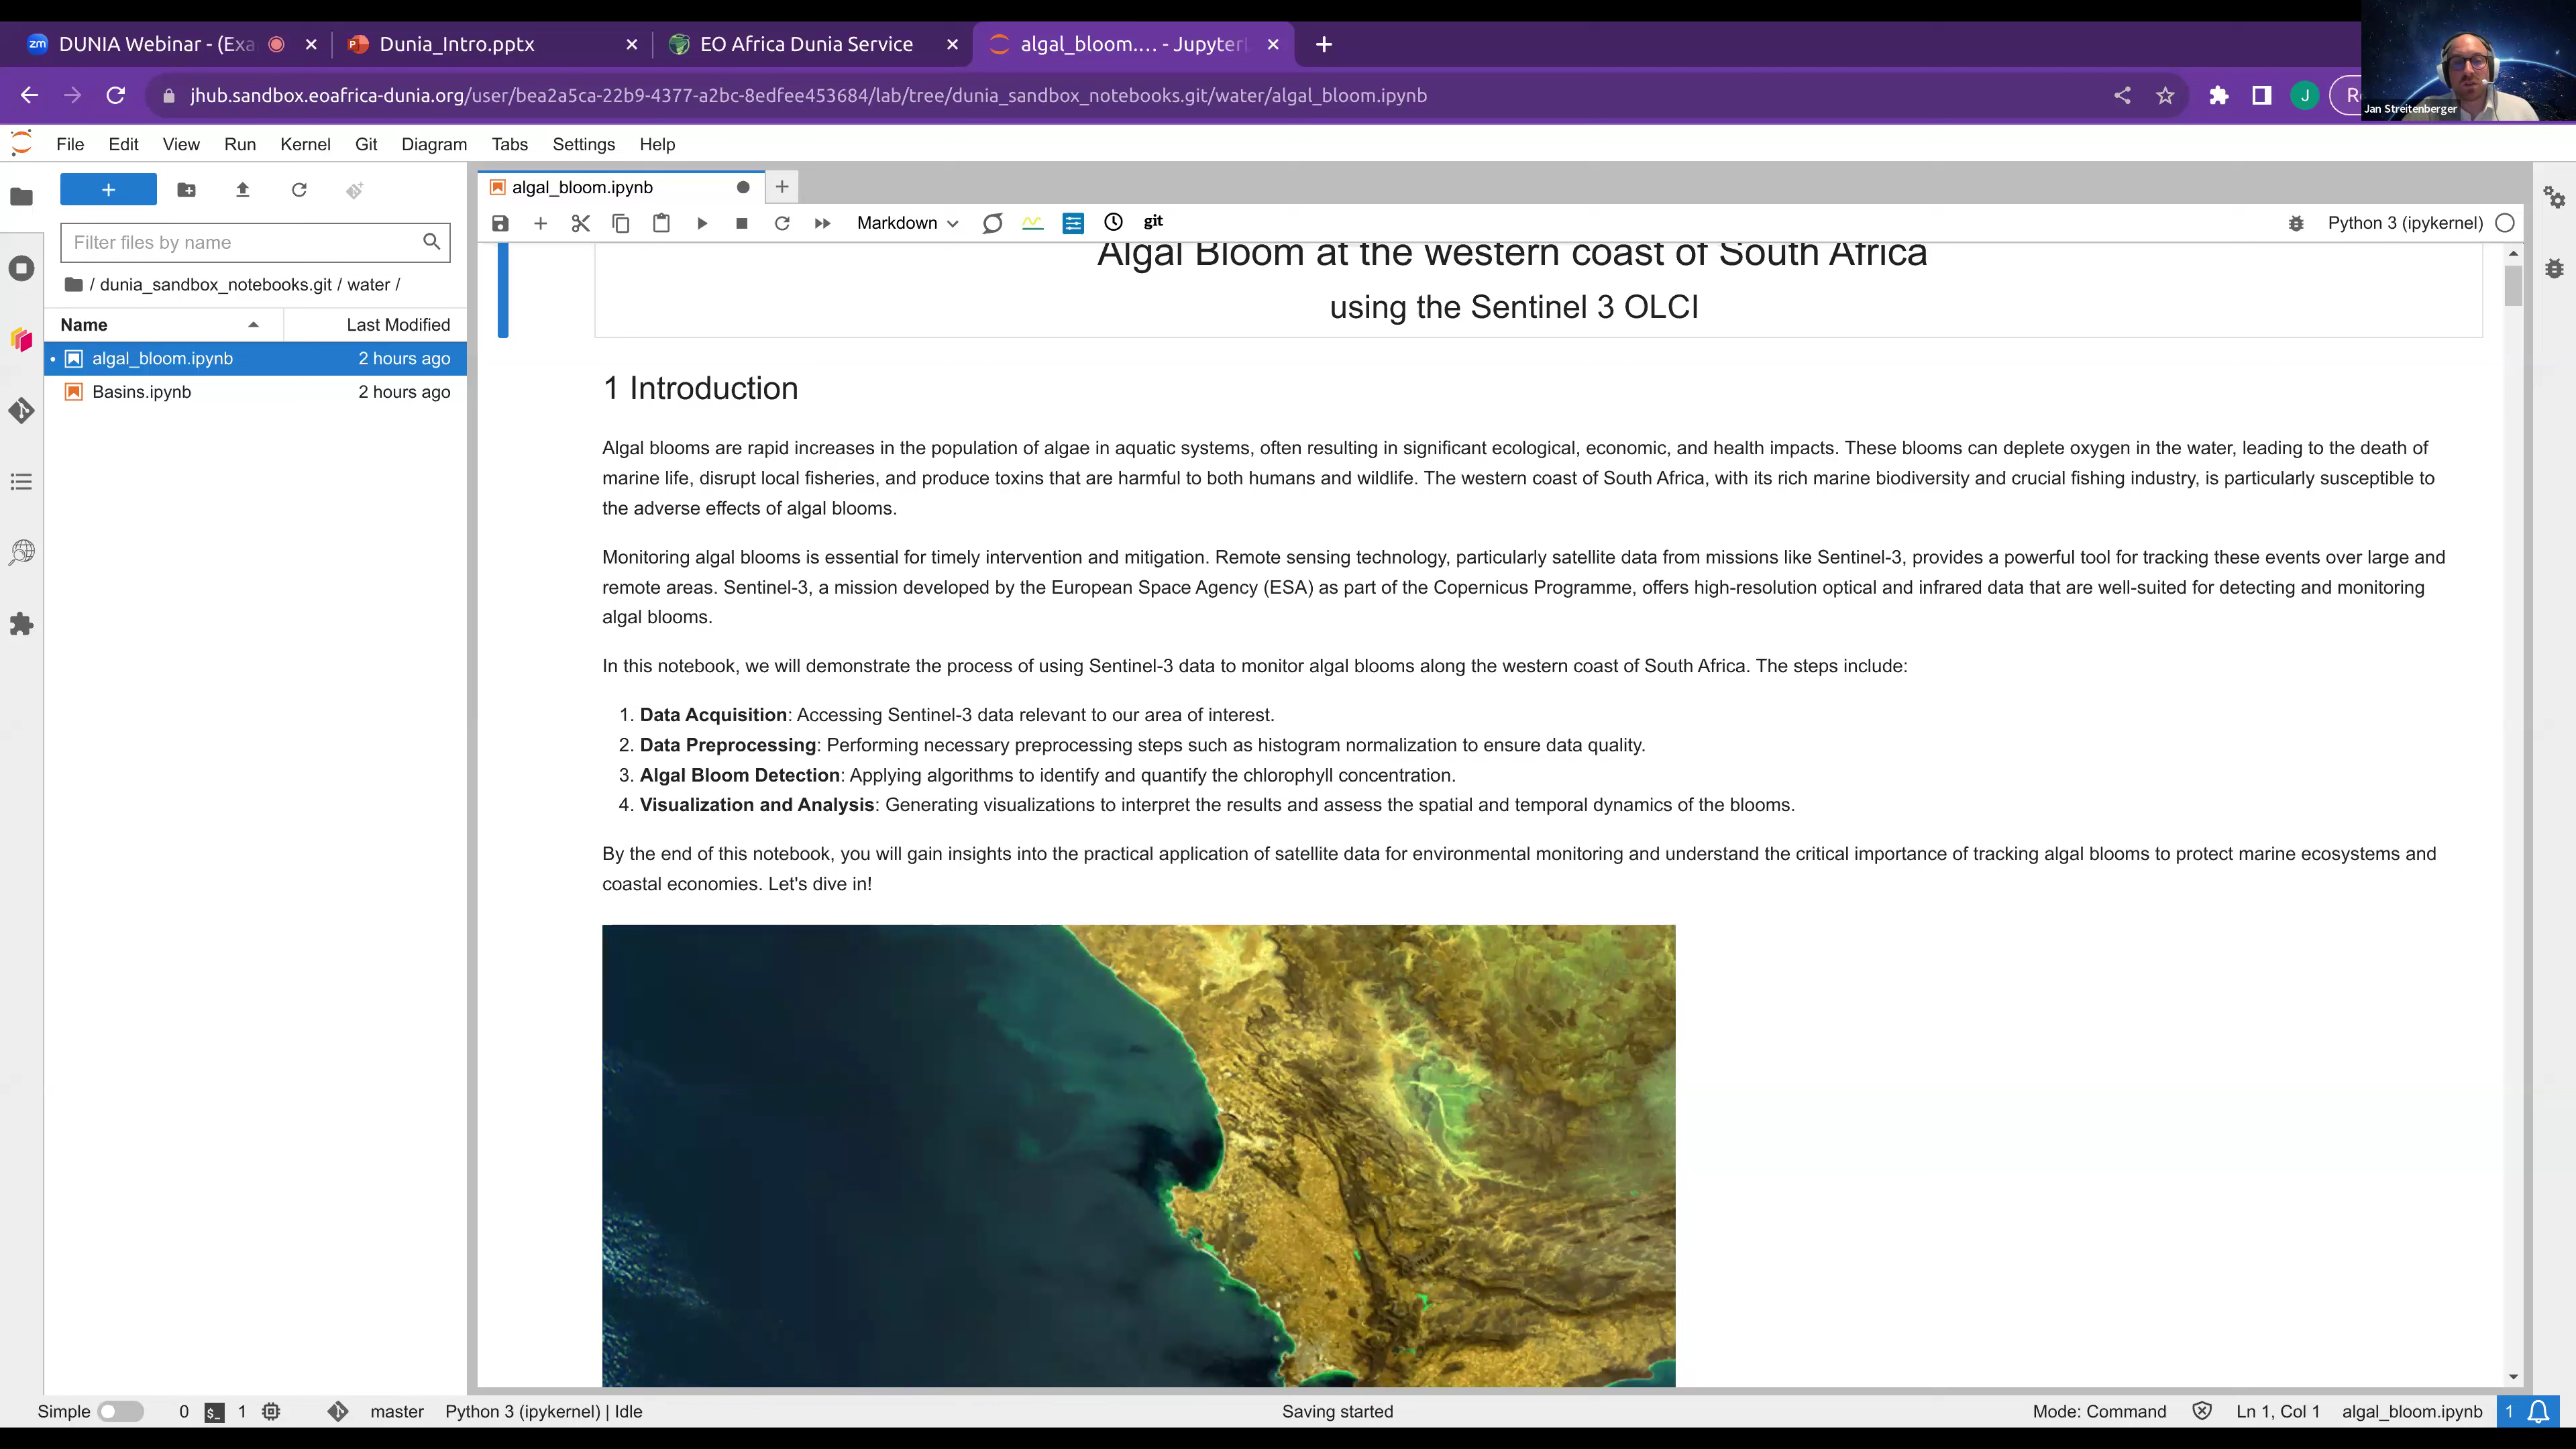 DUNIA Webinar - (Exa
Dunia_Intro.pptx
EO Africa Dunia Service
algal_bloom.... - Jupyter
jhub.sandbox.eoafrica-dunia.org/user/bea2a5ca-22b9-4377-a2bc-8edfee453684/lab/tree/dunia_sandbox_notebooks.git/water/algal_bloom.ipynb
J
Jan Streitenberger
File Edit View Run Kernel Git Diagram Tabs Settings Help
algal_bloom.ipynb
Markdown
git
Python 3 (ipykernel)
Filter files by name
/ dunia_sandbox_notebooks.git / water /
Name Last Modified
algal_bloom.ipynb 2 hours ago
Basins.ipynb 2 hours ago
Algal Bloom at the western coast of South Africa
using the Sentinel 3 OLCI
1 Introduction
Algal blooms are rapid increases in the population of algae in aquatic systems, often resulting in significant ecological, economic, and health impacts. These blooms can deplete oxygen in the water, leading to the death of
marine life, disrupt local fisheries, and produce toxins that are harmful to both humans and wildlife. The western coast of South Africa, with its rich marine biodiversity and crucial fishing industry, is particularly susceptible to
the adverse effects of algal blooms.
Monitoring algal blooms is essential for timely intervention and mitigation. Remote sensing technology, particularly satellite data from missions like Sentinel-3, provides a powerful tool for tracking these events over large and
remote areas. Sentinel-3, a mission developed by the European Space Agency (ESA) as part of the Copernicus Programme, offers high-resolution optical and infrared data that are well-suited for detecting and monitoring
algal blooms.
In this notebook, we will demonstrate the process of using Sentinel-3 data to monitor algal blooms along the western coast of South Africa. The steps include:
1. Data Acquisition: Accessing Sentinel-3 data relevant to our area of interest.
2. Data Preprocessing: Performing necessary preprocessing steps such as histogram normalization to ensure data quality.
3. Algal Bloom Detection: Applying algorithms to identify and quantify the chlorophyll concentration.
4. Visualization and Analysis: Generating visualizations to interpret the results and assess the spatial and temporal dynamics of the blooms.
By the end of this notebook, you will gain insights into the practical application of satellite data for environmental monitoring and understand the critical importance of tracking algal blooms to protect marine ecosystems and
coastal economies. Let's dive in!
Simple 0 1 master Python 3 (ipykernel) | Idle Saving started Mode: Command Ln 1, Col 1 algal_bloom.ipynb 1